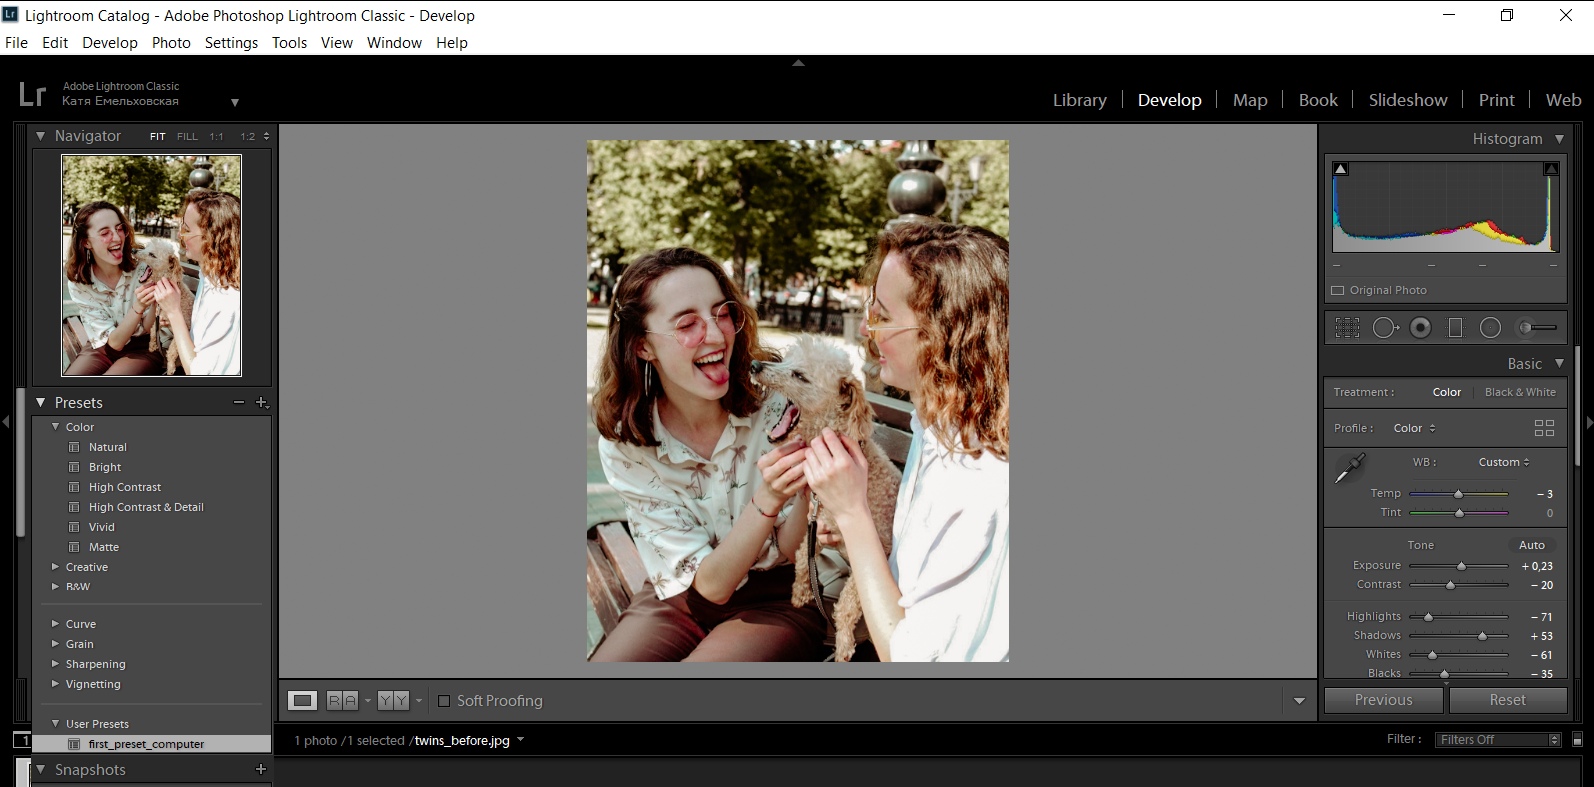 Lr Lightroom Catalog - Adobe Photoshop Lightroom Classic - Develop
File Edit Develop Photo Settings Tools View Window Help
Lr Adobe Lightroom Classic
Катя Емельховская
Library Develop Map Book Slideshow Print Web
Navigator FIT FILL 1:1 1:2
Presets
Color
Natural
Bright
High Contrast
High Contrast & Detail
Vivid
Matte
Creative
B&W
Curve
Grain
Sharpening
Vignetting
User Presets
first_preset_computer
Snapshots
Histogram
Original Photo
Basic
Treatment : Color Black & White
Profile : Color
WB : Custom
Temp - 3
Tint 0
Tone Auto
Exposure + 0,23
Contrast - 20
Highlights - 71
Shadows + 53
Whites - 61
Blacks - 35
Previous Reset
R A Y Y Soft Proofing
1 1 photo / 1 selected / twins_before.jpg Filter : Filters Off